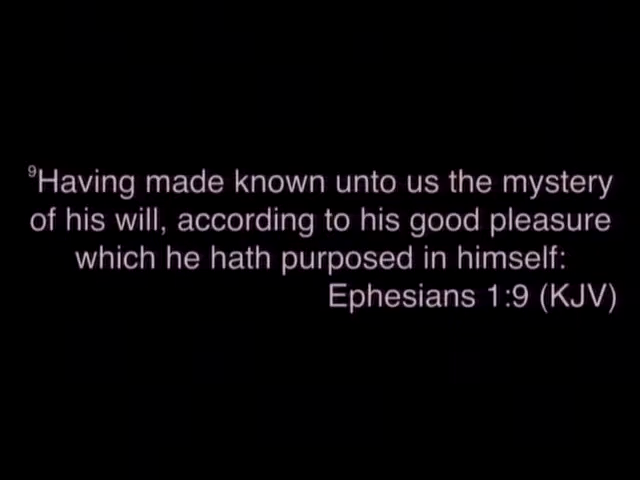 ⁹Having made known unto us the mystery
of his will, according to his good pleasure
which he hath purposed in himself:
Ephesians 1:9 (KJV)